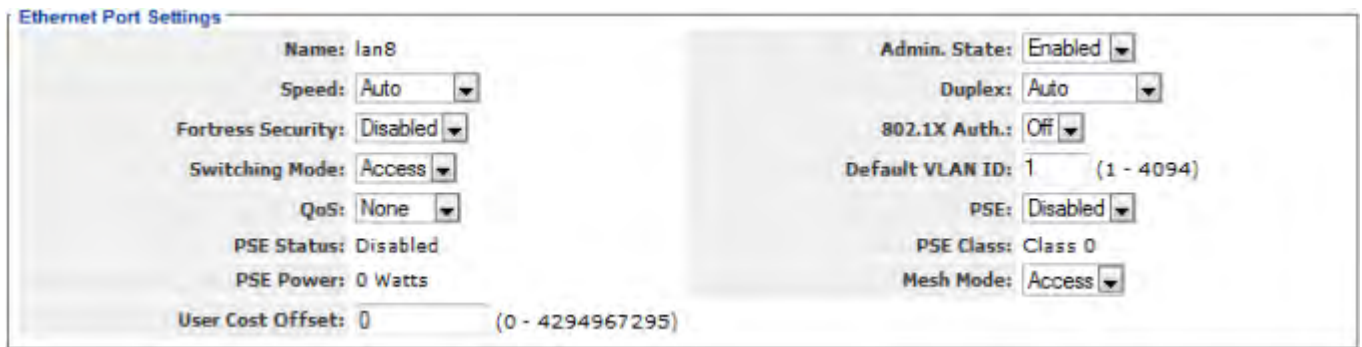 Ethernet Port Settings
Name: lan8 Admin. State: Enabled
Speed: Auto Duplex: Auto
Fortress Security: Disabled 802.1X Auth.: Off
Switching Mode: Access Default VLAN ID: 1 (1 - 4094)
QoS: None PSE: Disabled
PSE Status: Disabled PSE Class: Class 0
PSE Power: 0 Watts Mesh Mode: Access
User Cost Offset: 0 (0 - 4294967295)